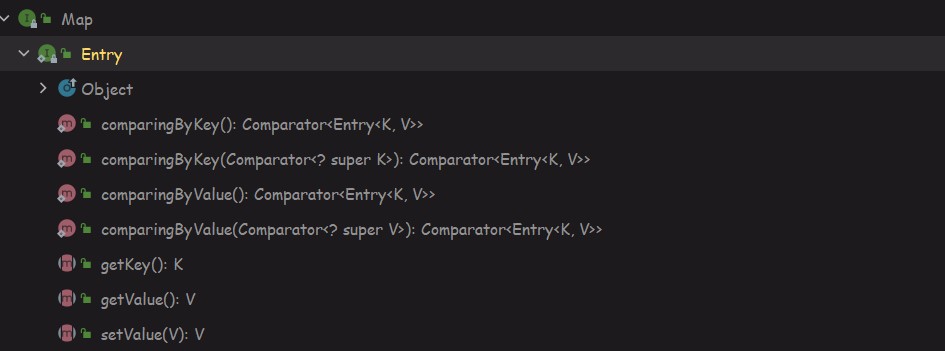 Map
Entry
Object
comparingByKey(): Comparator<Entry<K, V>>
comparingByKey(Comparator<? super K>): Comparator<Entry<K, V>>
comparingByValue(): Comparator<Entry<K, V>>
comparingByValue(Comparator<? super V>): Comparator<Entry<K, V>>
getKey(): K
getValue(): V
setValue(V): V